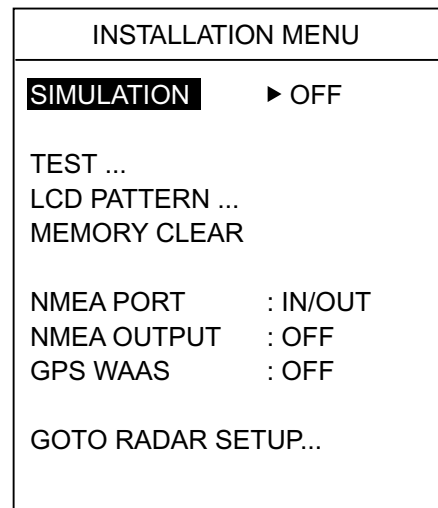 INSTALLATION MENU
SIMULATION ▶ OFF
TEST ...
LCD PATTERN ...
MEMORY CLEAR
NMEA PORT : IN/OUT
NMEA OUTPUT : OFF
GPS WAAS : OFF
GOTO RADAR SETUP...